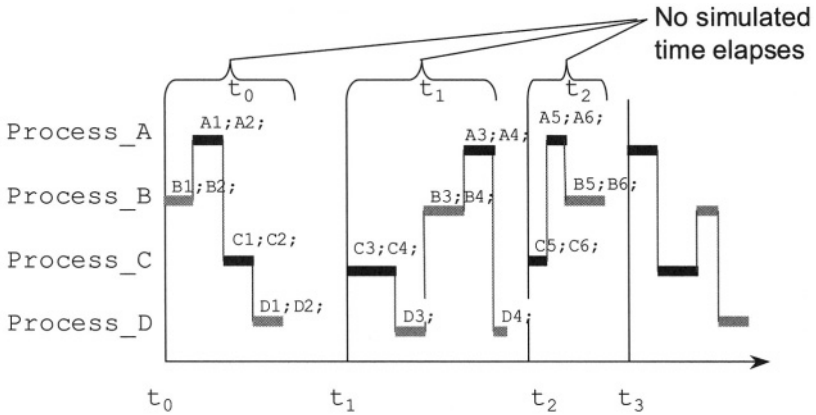 No simulated
time elapses
t0
t1
t2
Process_A
A1;A2;
A3;A4;
A5;A6;
Process_B
B1;B2;
B3;B4;
B5;B6;
Process_C
C1;C2;
C3;C4;
C5;C6;
Process_D
D1;D2;
D3;
D4;
t0
t1
t2
t3